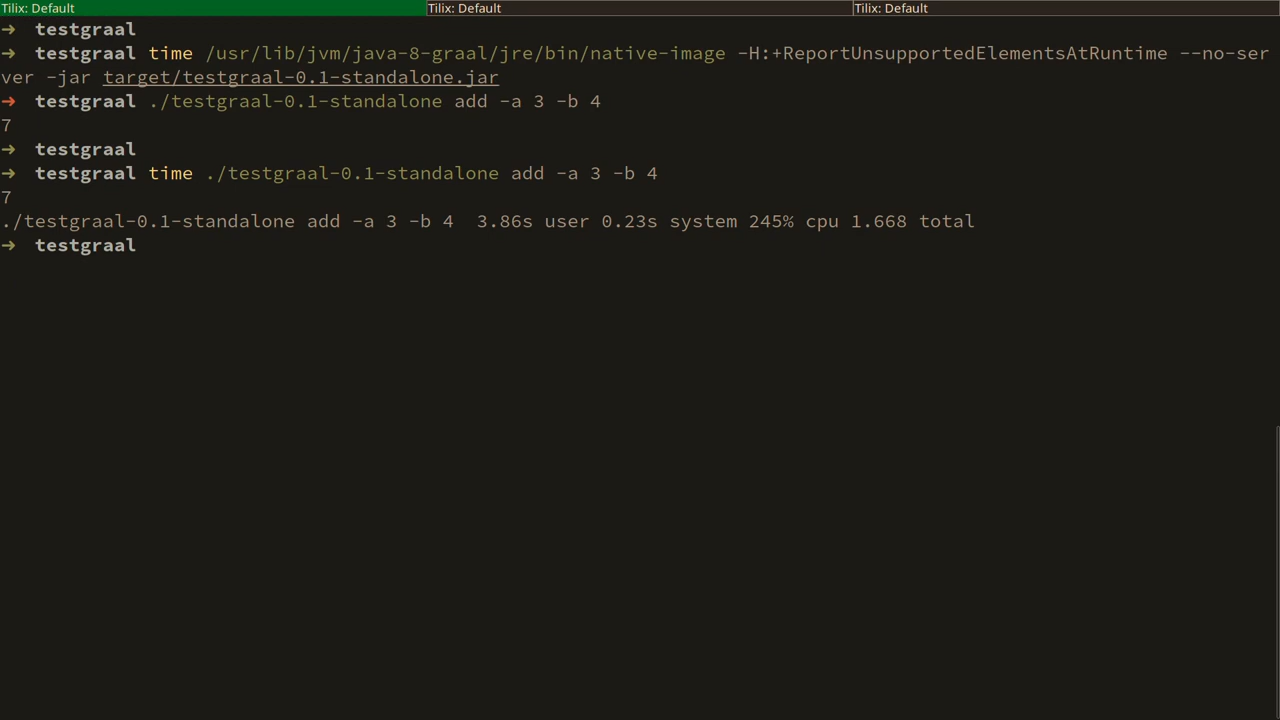 Tilix: Default Tilix: Default Tilix: Default
➜ testgraal
➜ testgraal time /usr/lib/jvm/java-8-graal/jre/bin/native-image -H:+ReportUnsupportedElementsAtRuntime --no-ser
ver -jar target/testgraal-0.1-standalone.jar
➜ testgraal ./testgraal-0.1-standalone add -a 3 -b 4
7
➜ testgraal
➜ testgraal time ./testgraal-0.1-standalone add -a 3 -b 4
7
./testgraal-0.1-standalone add -a 3 -b 4  3.86s user 0.23s system 245% cpu 1.668 total
➜ testgraal